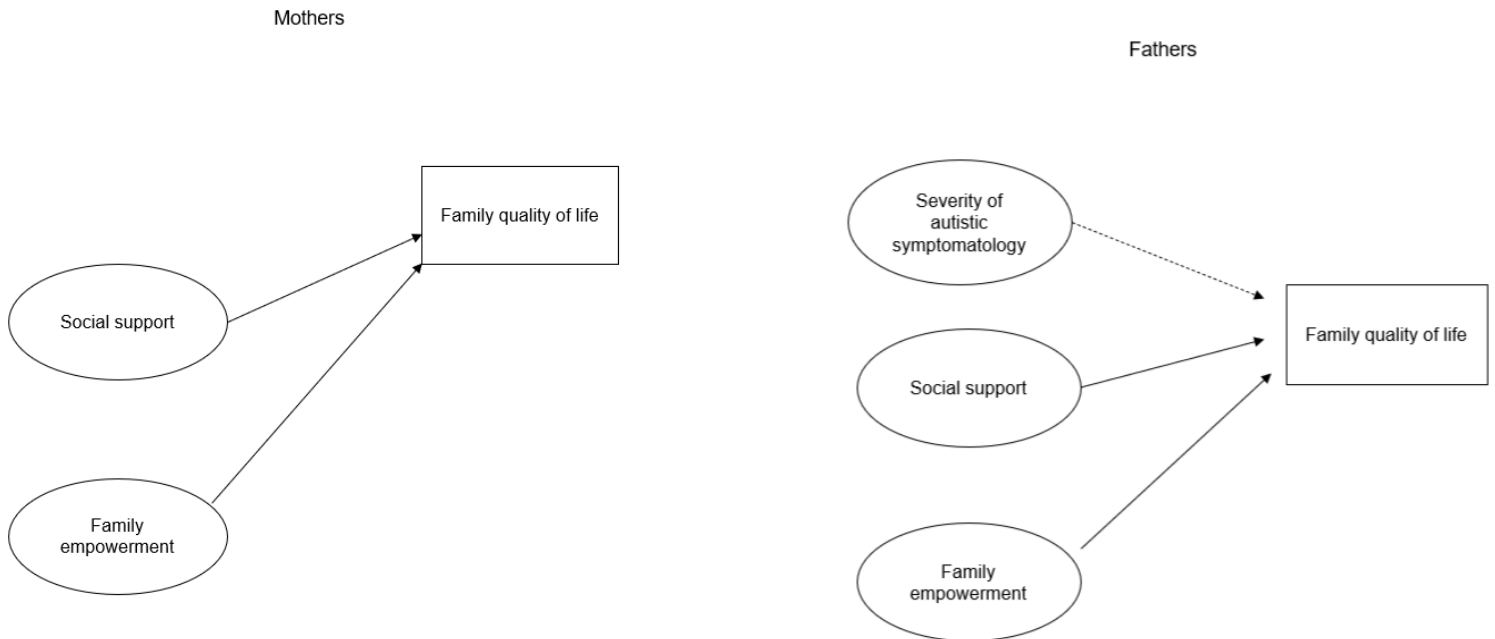 Mothers
Family quality of life
Social support
Family
empowerment
Fathers
Severity of
autistic
symptomatology
Family quality of life
Social support
Family
empowerment